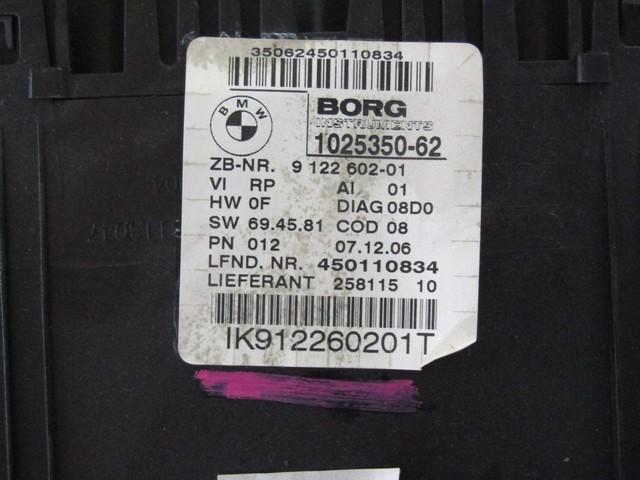 35062450110834
BMW
BORG
INSTRUMENTS
1025350-62
ZB-NR. 9 122 602-01
VI RP AI 01
HW 0F DIAG 08D0
SW 69.45.81 COD 08
PN 012 07.12.06
LFND. NR. 450110834
LIEFERANT 258115 10
IK912260201T